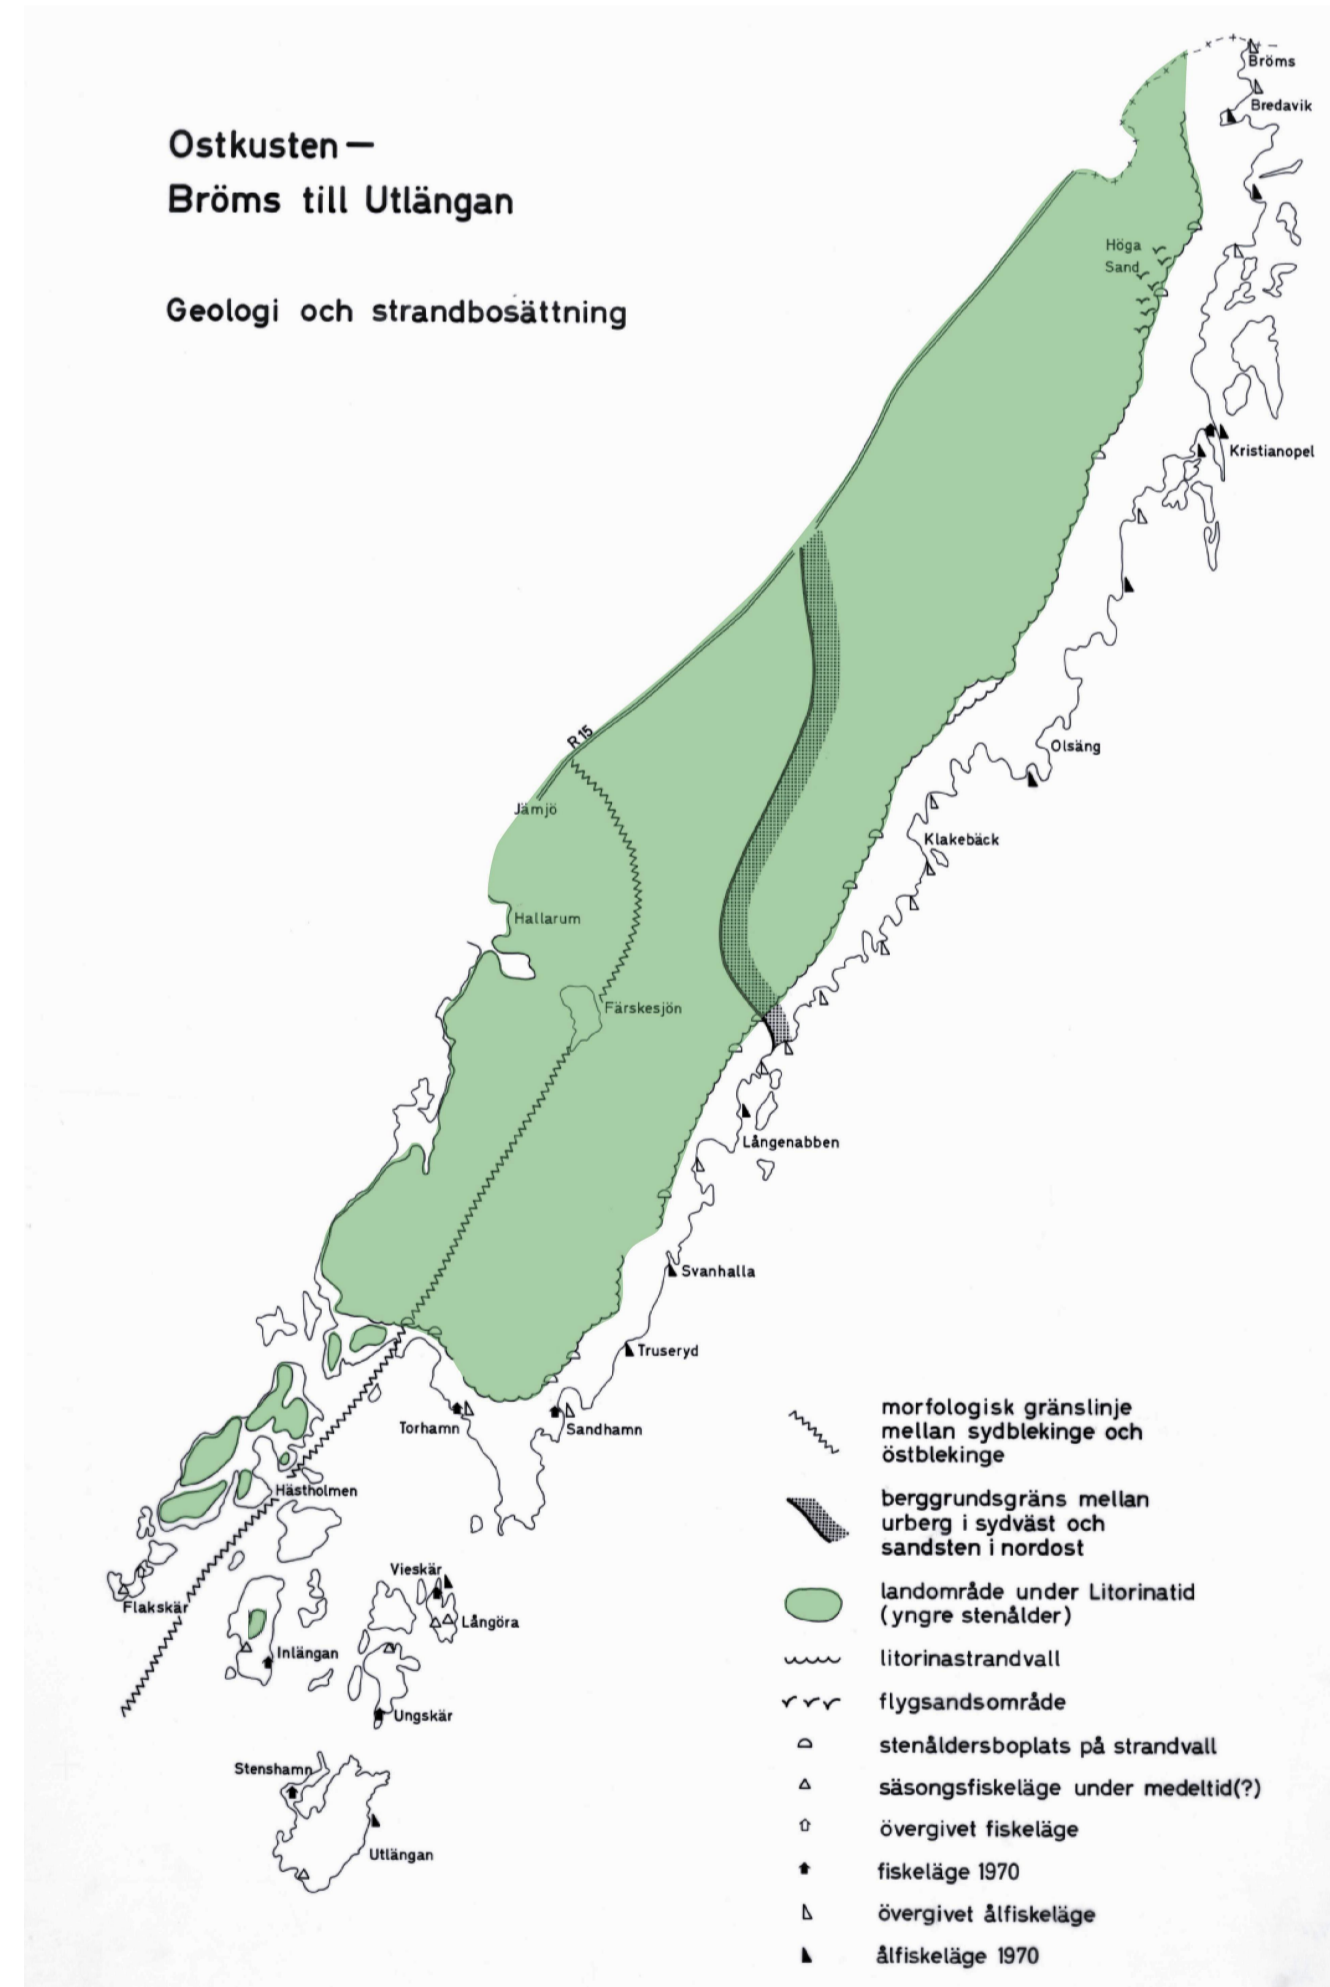 Ostkusten—
Bröms till Utlängan
Geologi och strandbosättning
Bröms
Bredavik
Höga
Sand
Kristianopel
R 15
Olsäng
Jämjö
Klakebäck
Hallarum
Färskesjön
Långenabben
Svanhalla
Truseryd
Torhamn
Sandhamn
Hästholmen
Vieskär
Flakskär
Långöra
Inlängan
Ungskär
Stenshamn
Utlängan
morfologisk gränslinje
mellan sydblekinge och
östblekinge
berggrundsgräns mellan
urberg i sydväst och
sandsten i nordost
landområde under Litorinatid
(yngre stenålder)
litorinastrandvall
flygsandsområde
stenåldersboplats på strandvall
säsongsfiskeläge under medeltid(?)
övergivet fiskeläge
fiskeläge 1970
övergivet ålfiskeläge
ålfiskeläge 1970